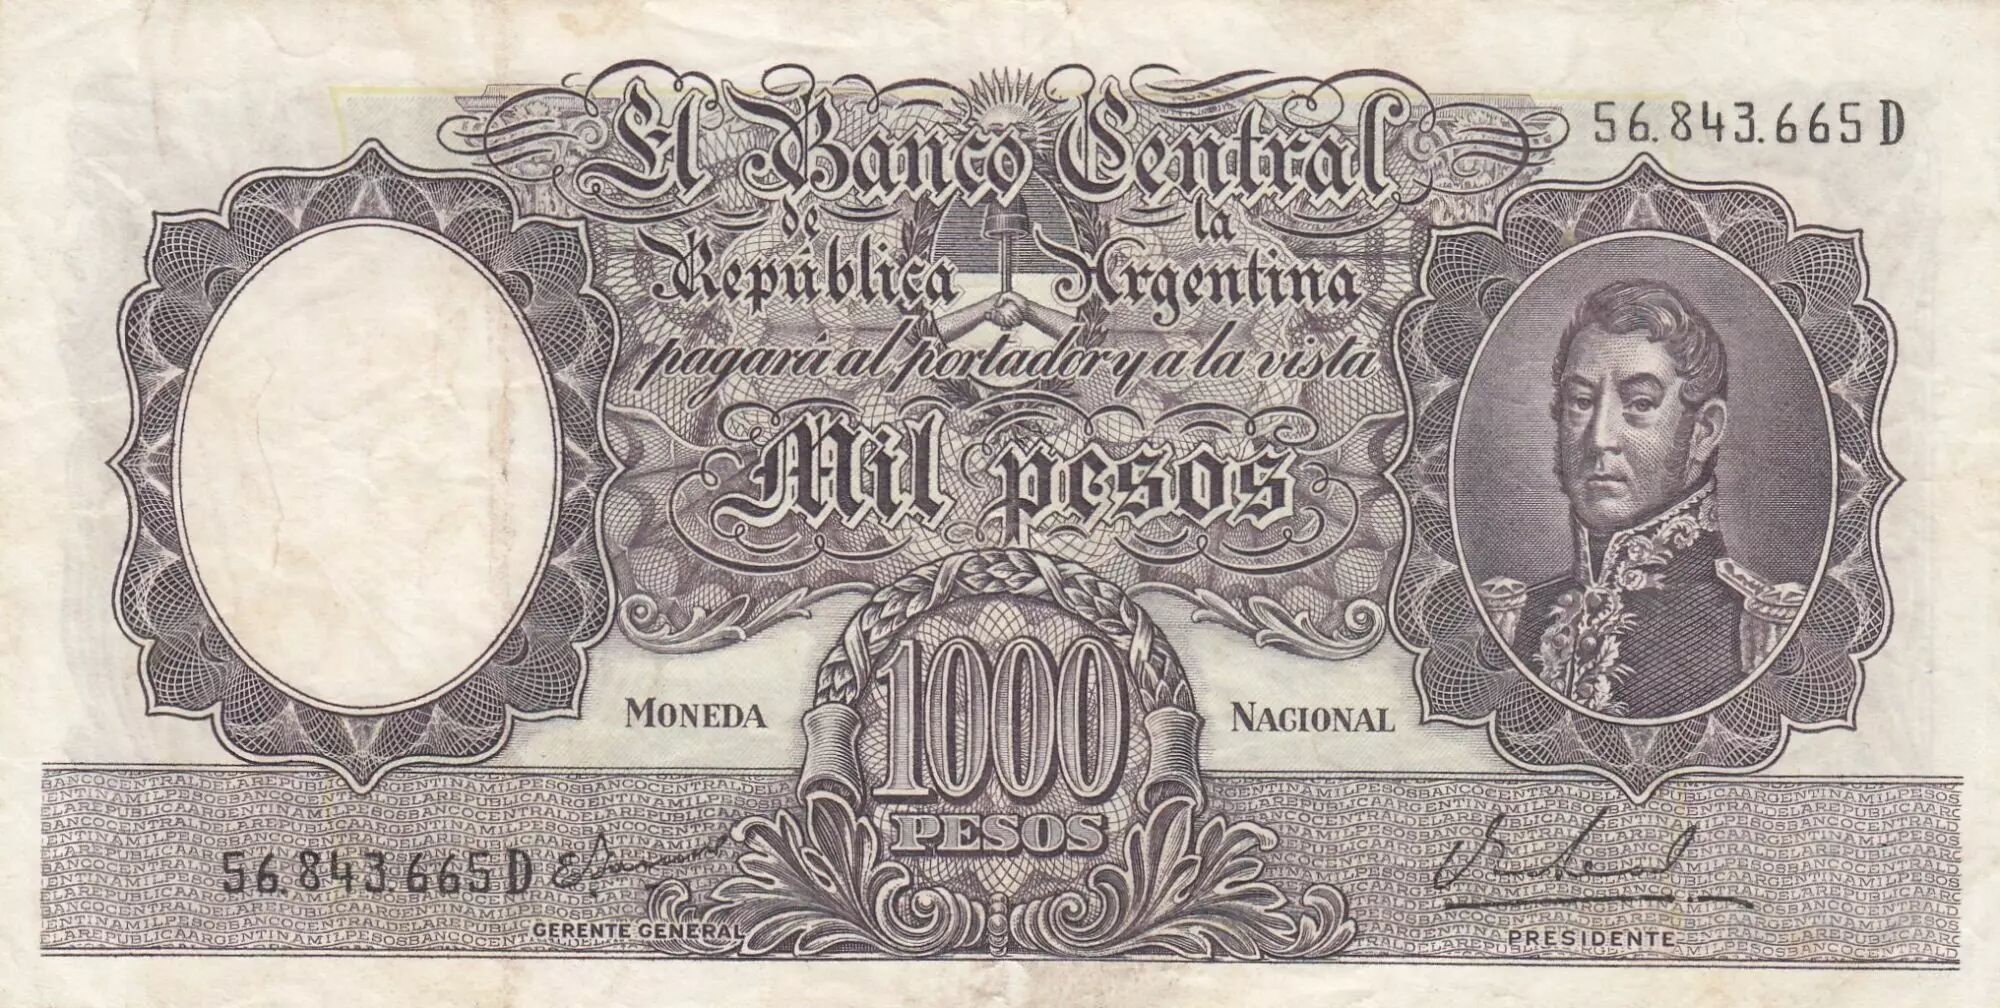 56.843.665 D
El Banco Central
de la
República Argentina
pagará al portador y a la vista
Mil pesos
MONEDA NACIONAL
1000
PESOS
56.843.665 D
GERENTE GENERAL
PRESIDENTE